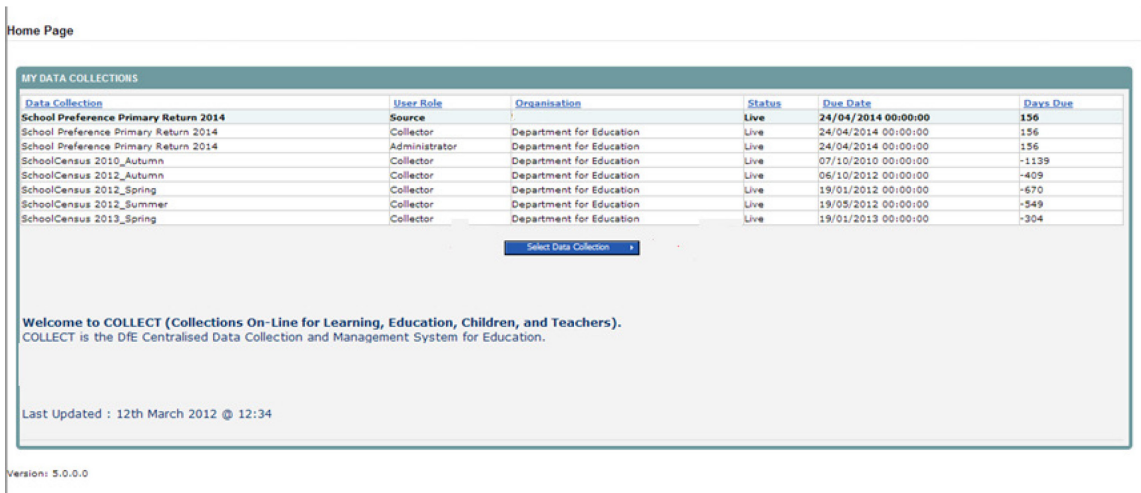 Home Page
MY DATA COLLECTIONS
Data Collection User Role Organisation Status Due Date Days Due
School Preference Primary Return 2014 Source Live 24/04/2014 00:00:00 156
School Preference Primary Return 2014 Collector Department for Education Live 24/04/2014 00:00:00 156
School Preference Primary Return 2014 Administrator Department for Education Live 24/04/2014 00:00:00 156
SchoolCensus 2010_Autumn Collector Department for Education Live 07/10/2010 00:00:00 -1139
SchoolCensus 2012_Autumn Collector Department for Education Live 06/10/2012 00:00:00 -409
SchoolCensus 2012_Spring Collector Department for Education Live 19/01/2012 00:00:00 -670
SchoolCensus 2012_Summer Collector Department for Education Live 19/05/2012 00:00:00 -549
SchoolCensus 2013_Spring Collector Department for Education Live 19/01/2013 00:00:00 -304
Select Data Collection
Welcome to COLLECT (Collections On-Line for Learning, Education, Children, and Teachers).
COLLECT is the DfE Centralised Data Collection and Management System for Education.
Last Updated : 12th March 2012 @ 12:34
Version: 5.0.0.0